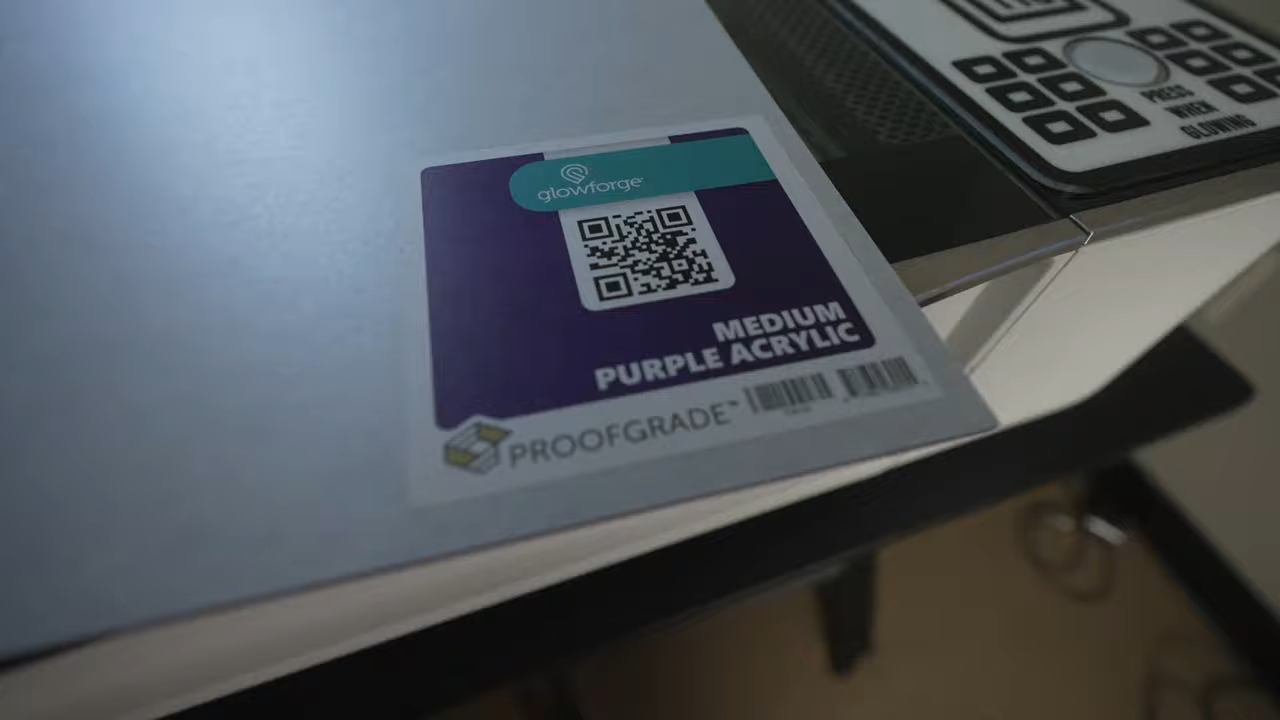 glowforge
MEDIUM
PURPLE ACRYLIC
PROOFGRADE™
PRESS
WHEN
GLOWING